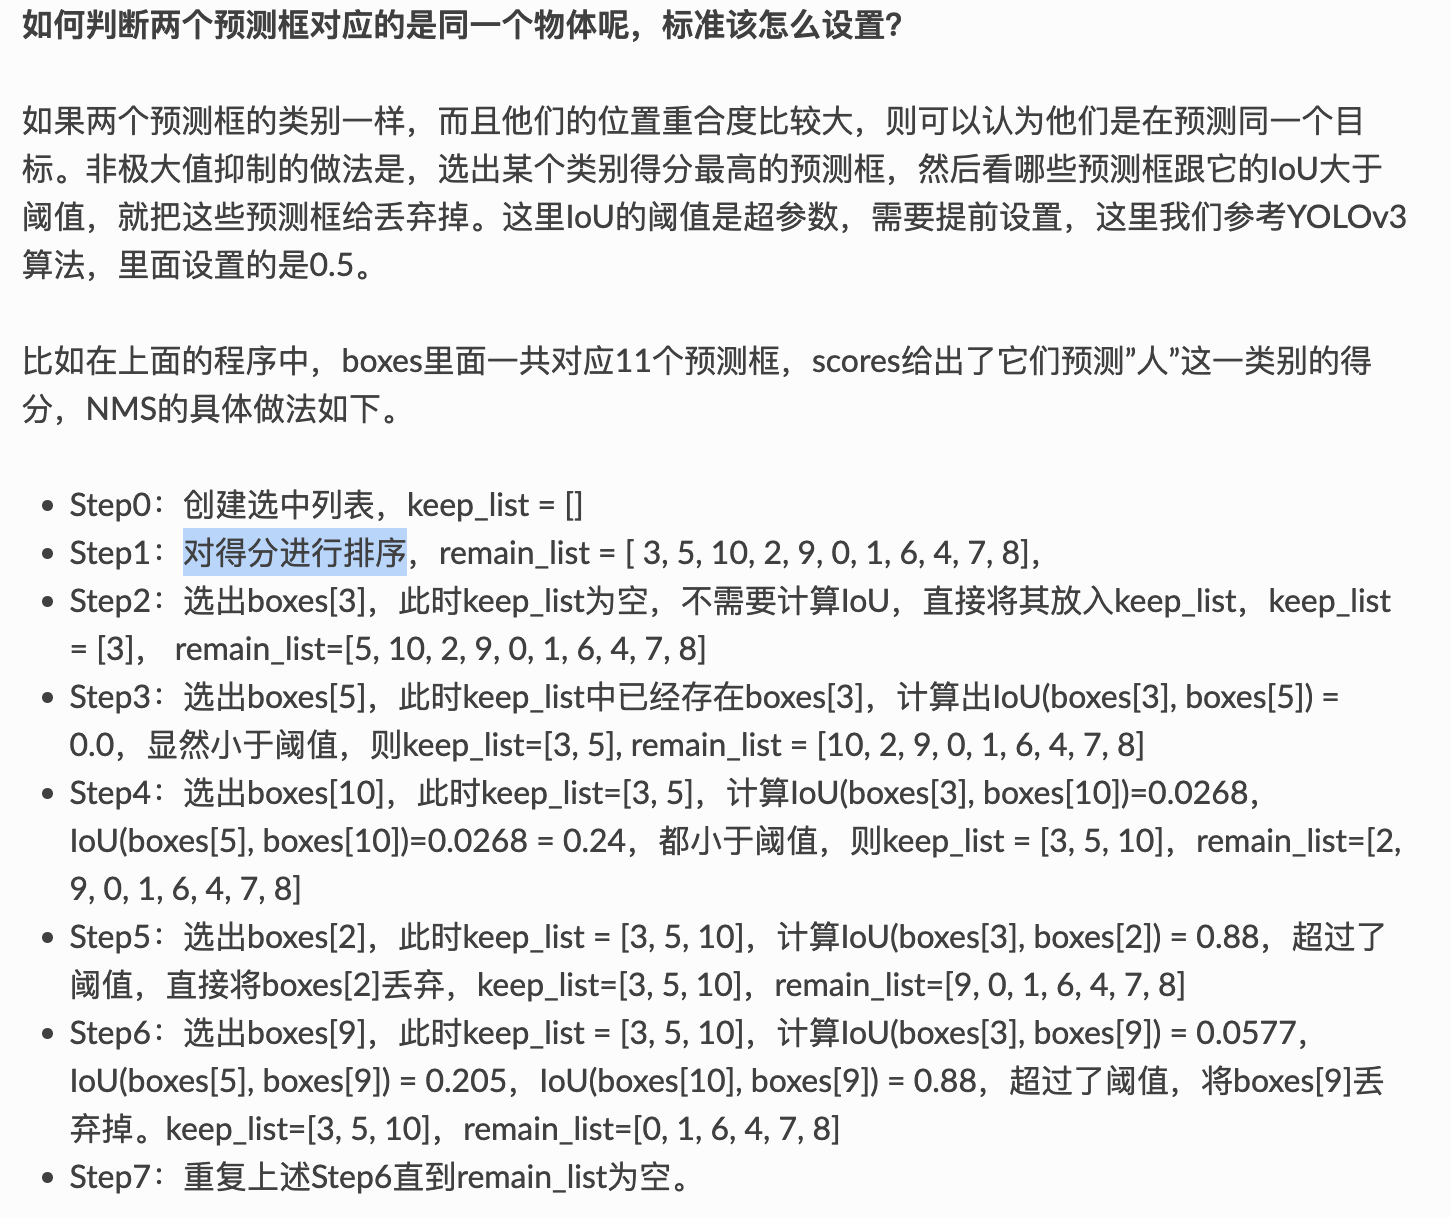 如何判断两个预测框对应的是同一个物体呢，标准该怎么设置？
如果两个预测框的类别一样，而且他们的位置重合度比较大，则可以认为他们是在预测同一个目
标。非极大值抑制的做法是，选出某个类别得分最高的预测框，然后看哪些预测框跟它的IoU大于
阈值，就把这些预测框给丢弃掉。这里IoU的阈值是超参数，需要提前设置，这里我们参考YOLOv3
算法，里面设置的是0.5。
比如在上面的程序中，boxes里面一共对应11个预测框，scores给出了它们预测”人”这一类别的得
分，NMS的具体做法如下。
• Step0：创建选中列表，keep_list = []
• Step1：对得分进行排序，remain_list = [ 3, 5, 10, 2, 9, 0, 1, 6, 4, 7, 8]，
• Step2：选出boxes[3]，此时keep_list为空，不需要计算IoU，直接将其放入keep_list，keep_list
= [3]， remain_list=[5, 10, 2, 9, 0, 1, 6, 4, 7, 8]
• Step3：选出boxes[5]，此时keep_list中已经存在boxes[3]，计算出IoU(boxes[3], boxes[5]) =
0.0，显然小于阈值，则keep_list=[3, 5], remain_list = [10, 2, 9, 0, 1, 6, 4, 7, 8]
• Step4：选出boxes[10]，此时keep_list=[3, 5]，计算IoU(boxes[3], boxes[10])=0.0268，
IoU(boxes[5], boxes[10])=0.0268 = 0.24，都小于阈值，则keep_list = [3, 5, 10]，remain_list=[2,
9, 0, 1, 6, 4, 7, 8]
• Step5：选出boxes[2]，此时keep_list = [3, 5, 10]，计算IoU(boxes[3], boxes[2]) = 0.88，超过了
阈值，直接将boxes[2]丢弃，keep_list=[3, 5, 10]，remain_list=[9, 0, 1, 6, 4, 7, 8]
• Step6：选出boxes[9]，此时keep_list = [3, 5, 10]，计算IoU(boxes[3], boxes[9]) = 0.0577，
IoU(boxes[5], boxes[9]) = 0.205，IoU(boxes[10], boxes[9]) = 0.88，超过了阈值，将boxes[9]丢
弃掉。keep_list=[3, 5, 10]，remain_list=[0, 1, 6, 4, 7, 8]
• Step7：重复上述Step6直到remain_list为空。